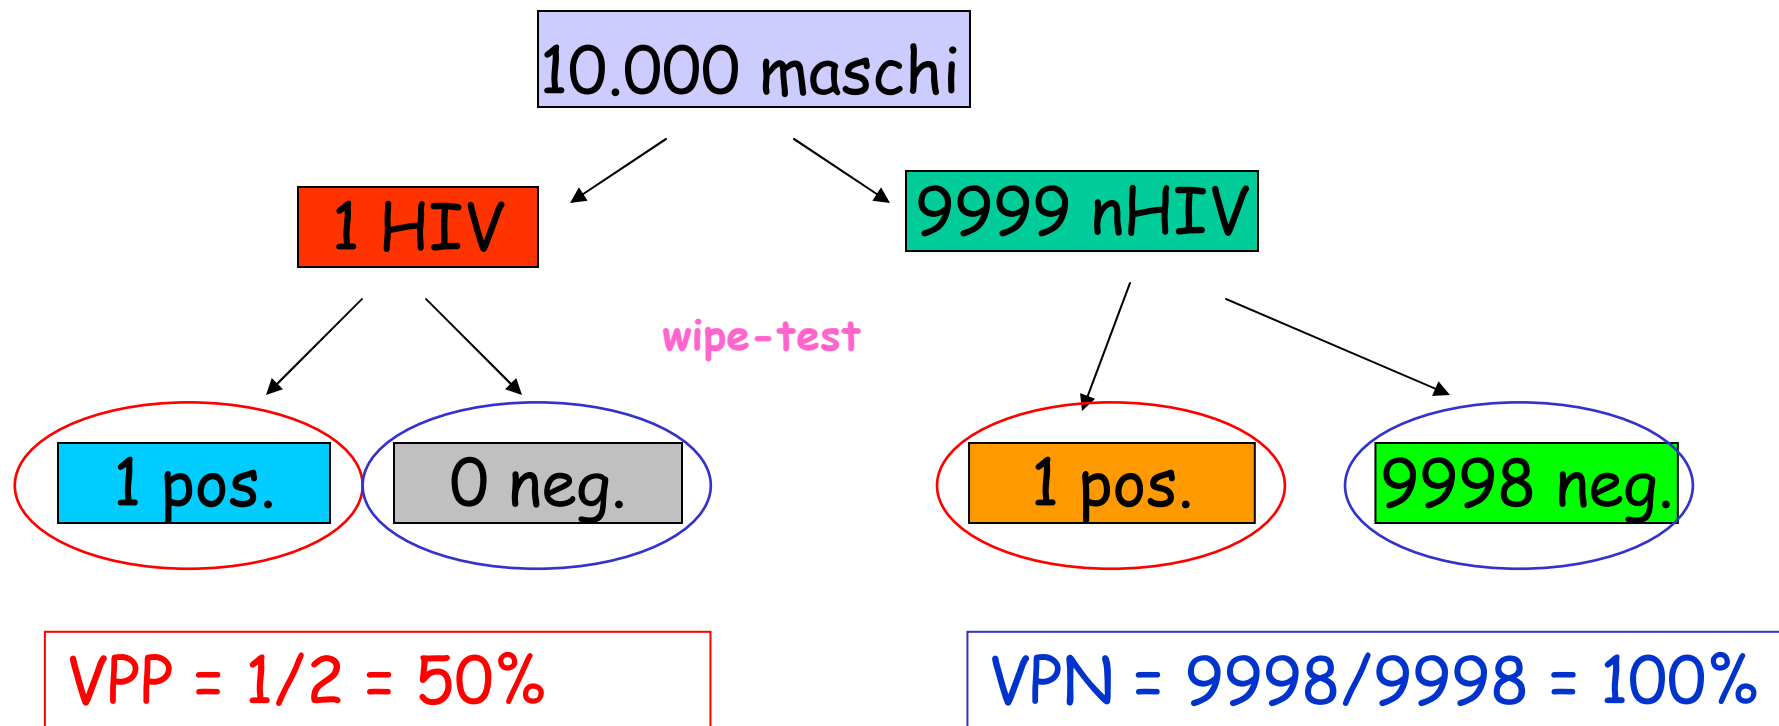 10.000 maschi
1 HIV
9999 nHIV
wipe-test
1 pos.
0 neg.
1 pos.
9998 neg.
VPP = 1/2 = 50%
VPN = 9998/9998 = 100%